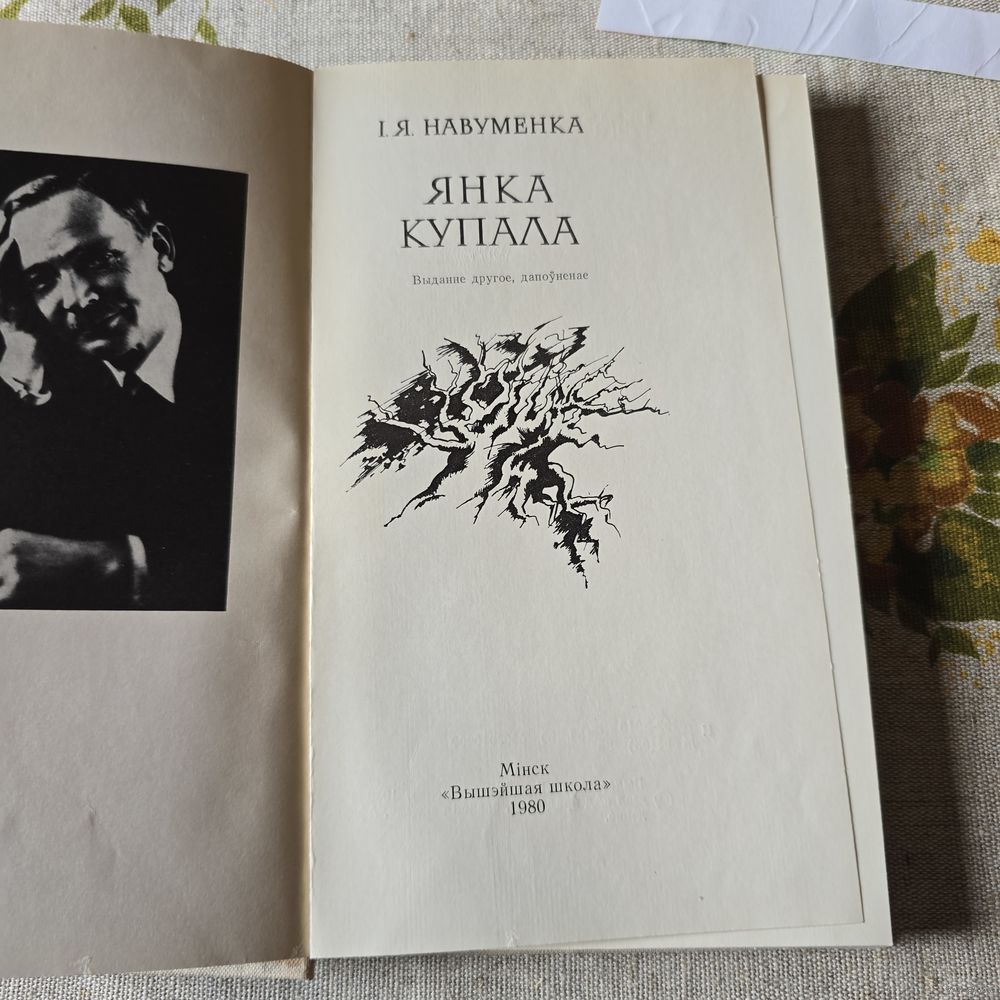 І. Я. НАВУМЕНКА
ЯНКА
КУПАЛА
Выданне другое, дапоўненае
Мінск
«Вышэйшая школа»
1980